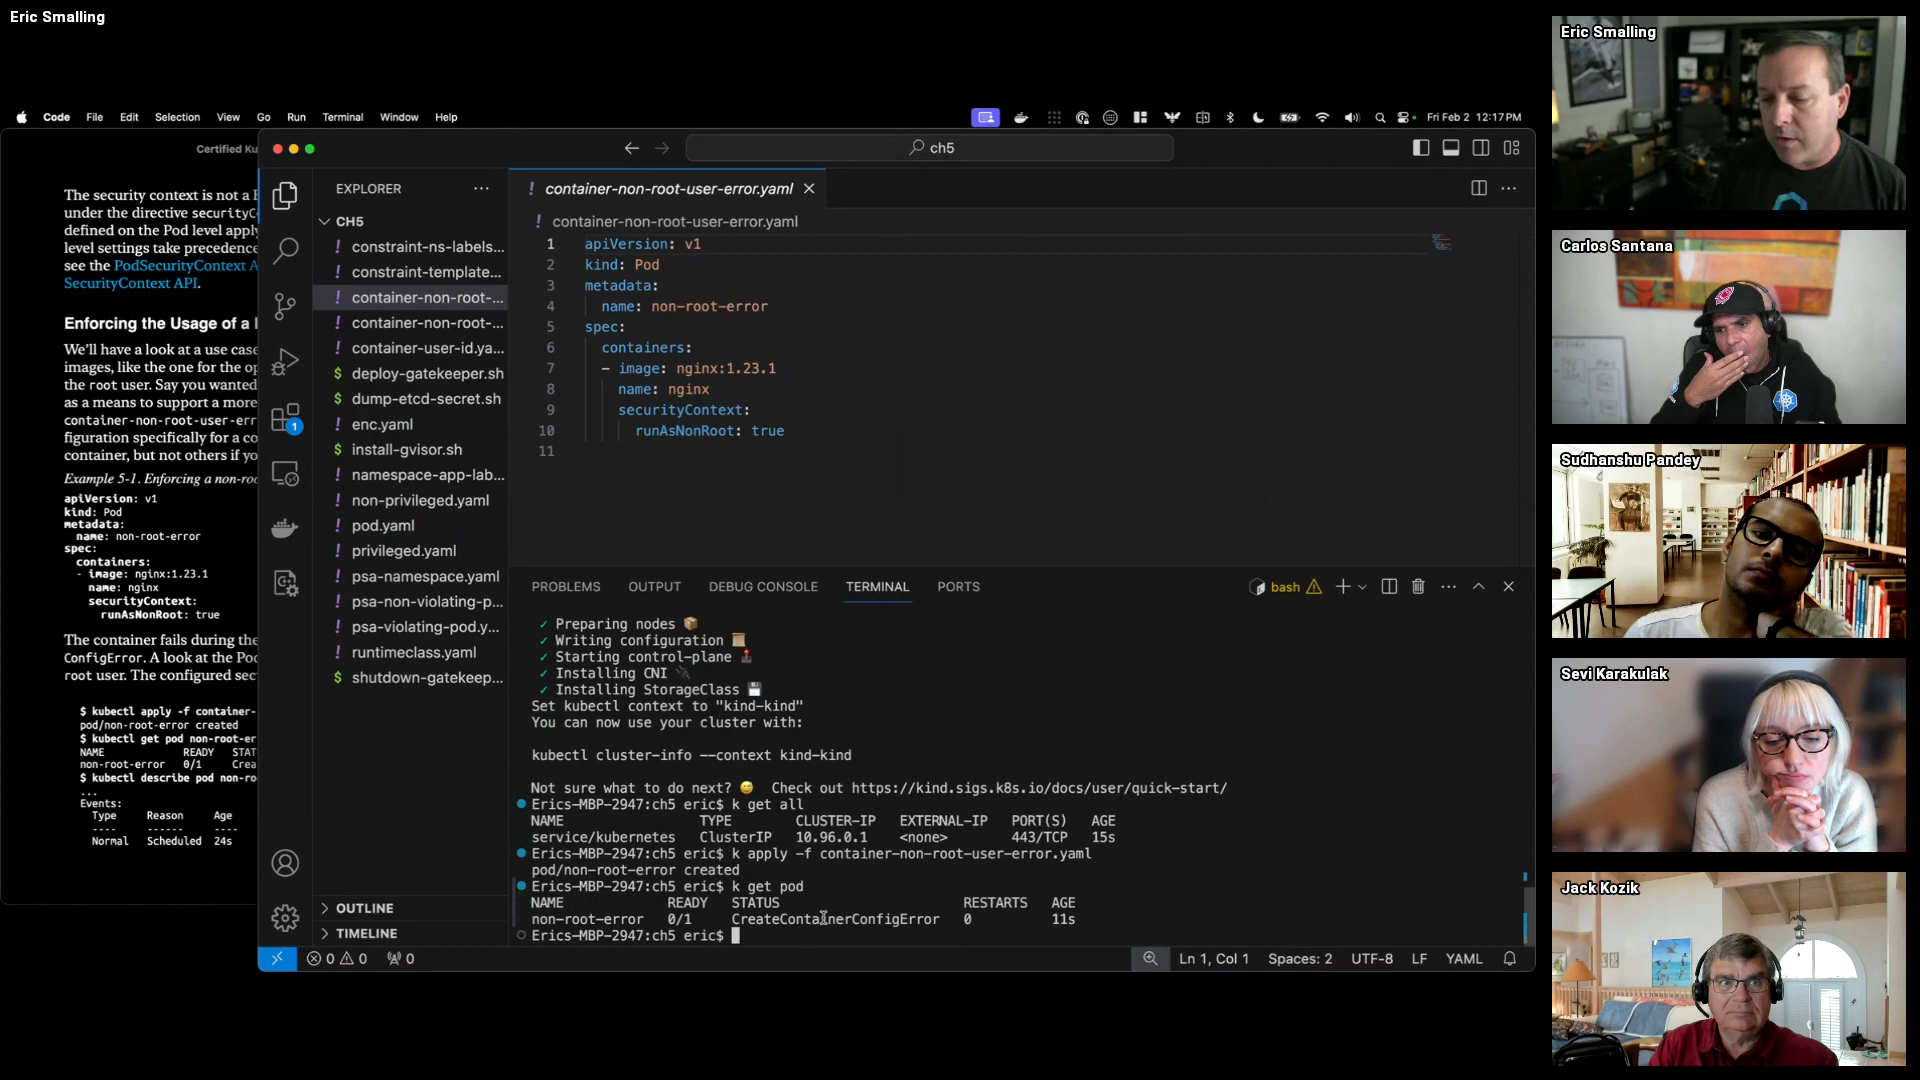 Eric Smalling
Code File Edit Selection View Go Run Terminal Window Help
Fri Feb 2 12:17 PM
Certified Ku
The security context is not a
under the directive securityC
defined on the Pod level apply
level settings take precedence
see the PodSecurityContext A
SecurityContext API.
Enforcing the Usage of a
We'll have a look at a use case
images, like the one for the op
the root user. Say you wanted
as a means to support a more
container-non-root-user-err
figuration specifically for a co
container, but not others if yo
Example 5-1. Enforcing a non-roo
apiVersion: v1
kind: Pod
metadata:
name: non-root-error
spec:
containers:
- image: nginx:1.23.1
name: nginx
securityContext:
runAsNonRoot: true
The container fails during the
ConfigError. A look at the Pod
root user. The configured sec
$ kubectl apply -f container-
pod/non-root-error created
$ kubectl get pod non-root-er
NAME READY STAT
non-root-error 0/1 Crea
$ kubectl describe pod non-ro
...
Events:
Type Reason Age
---- ------ ----
Normal Scheduled 24s
ch5
EXPLORER
CH5
constraint-ns-labels...
constraint-template...
container-non-root-...
container-non-root-...
container-user-id.ya...
deploy-gatekeeper.sh
dump-etcd-secret.sh
enc.yaml
install-gvisor.sh
namespace-app-lab...
non-privileged.yaml
pod.yaml
privileged.yaml
psa-namespace.yaml
psa-non-violating-p...
psa-violating-pod.y...
runtimeclass.yaml
shutdown-gatekeep...
OUTLINE
TIMELINE
1
container-non-root-user-error.yaml
container-non-root-user-error.yaml
1 apiVersion: v1
2 kind: Pod
3 metadata:
4 name: non-root-error
5 spec:
6 containers:
7 - image: nginx:1.23.1
8 name: nginx
9 securityContext:
10 runAsNonRoot: true
11
PROBLEMS OUTPUT DEBUG CONSOLE TERMINAL PORTS
bash
✓ Preparing nodes 📦
✓ Writing configuration 📜
✓ Starting control-plane 🕹️
✓ Installing CNI 🔌
✓ Installing StorageClass 💾
Set kubectl context to "kind-kind"
You can now use your cluster with:
kubectl cluster-info --context kind-kind
Not sure what to do next? 😅 Check out https://kind.sigs.k8s.io/docs/user/quick-start/
Erics-MBP-2947:ch5 eric$ k get all
NAME TYPE CLUSTER-IP EXTERNAL-IP PORT(S) AGE
service/kubernetes ClusterIP 10.96.0.1 <none> 443/TCP 15s
Erics-MBP-2947:ch5 eric$ k apply -f container-non-root-user-error.yaml
pod/non-root-error created
Erics-MBP-2947:ch5 eric$ k get pod
NAME READY STATUS RESTARTS AGE
non-root-error 0/1 CreateContainerConfigError 0 11s
Erics-MBP-2947:ch5 eric$
0 0 0
Ln 1, Col 1 Spaces: 2 UTF-8 LF YAML
Eric Smalling
Carlos Santana
Sudhanshu Pandey
Sevi Karakulak
Jack Kozik